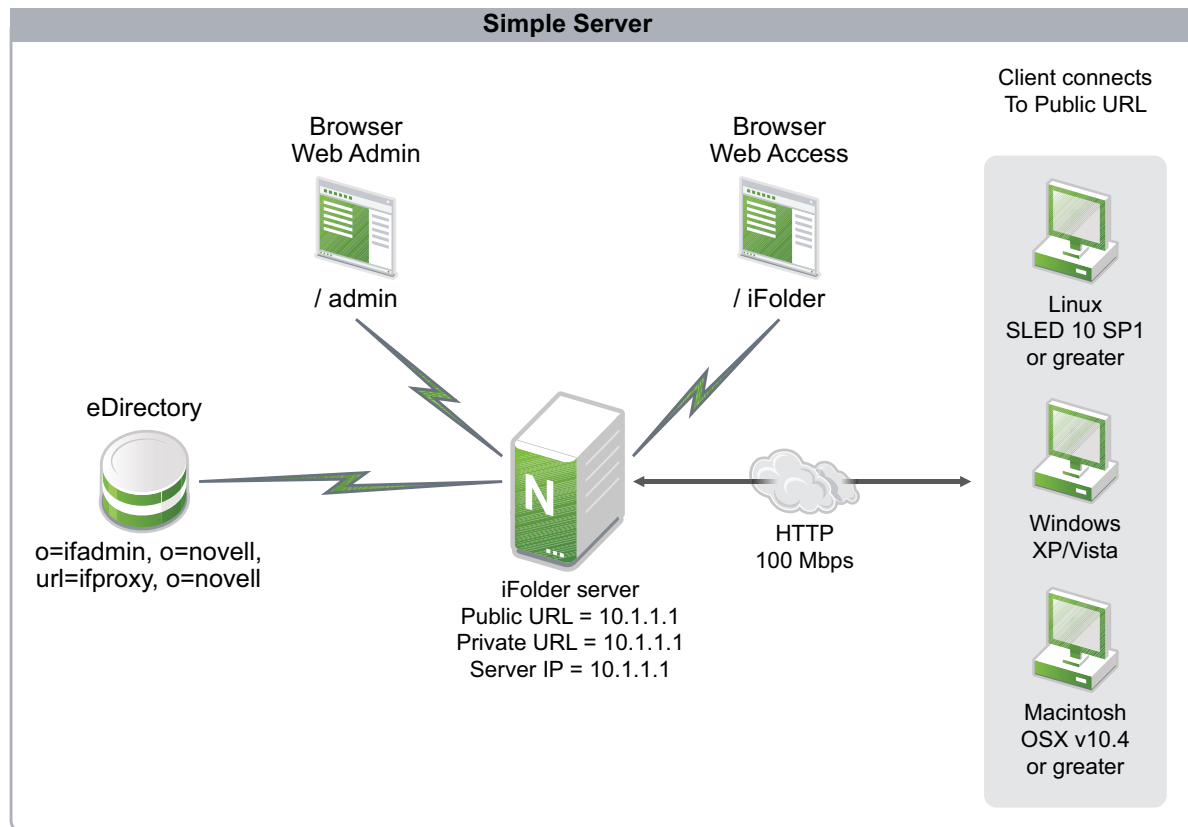 Simple Server
Client connects
To Public URL
Browser
Web Admin
/ admin
Browser
Web Access
/ iFolder
eDirectory
o=ifadmin, o=novell,
url=ifproxy, o=novell
N
iFolder server
Public URL = 10.1.1.1
Private URL = 10.1.1.1
Server IP = 10.1.1.1
HTTP
100 Mbps
Linux
SLED 10 SP1
or greater
Windows
XP/Vista
Macintosh
OSX v10.4
or greater